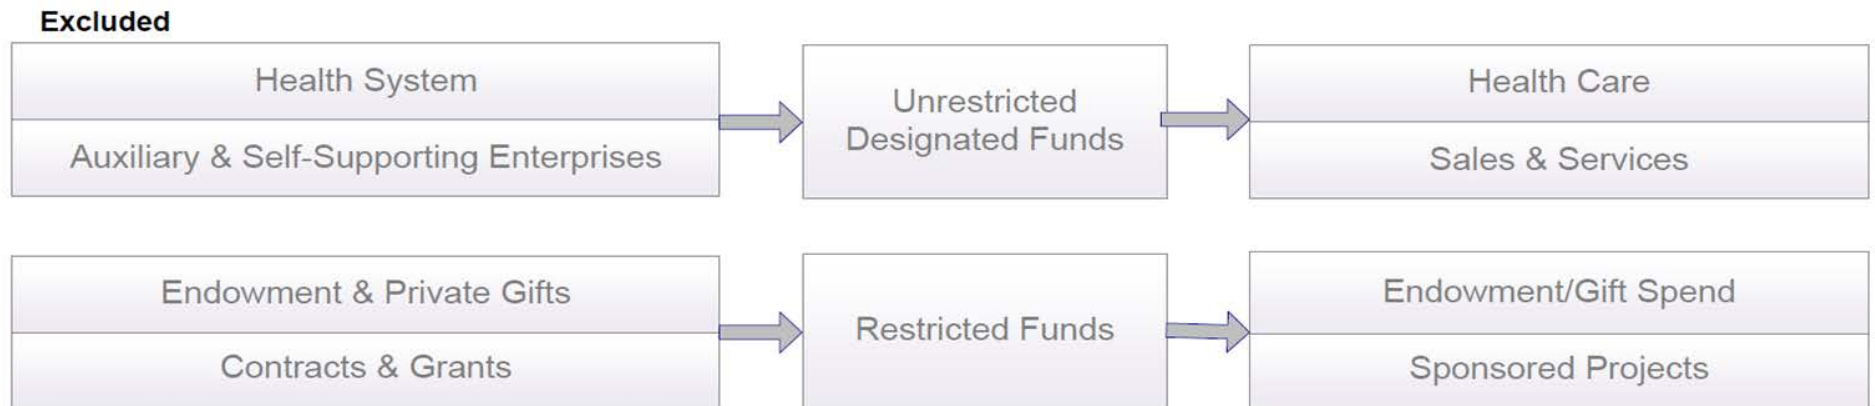 Excluded
Health System
Auxiliary & Self-Supporting Enterprises
Unrestricted
Designated Funds
Health Care
Sales & Services
Endowment & Private Gifts
Contracts & Grants
Restricted Funds
Endowment/Gift Spend
Sponsored Projects